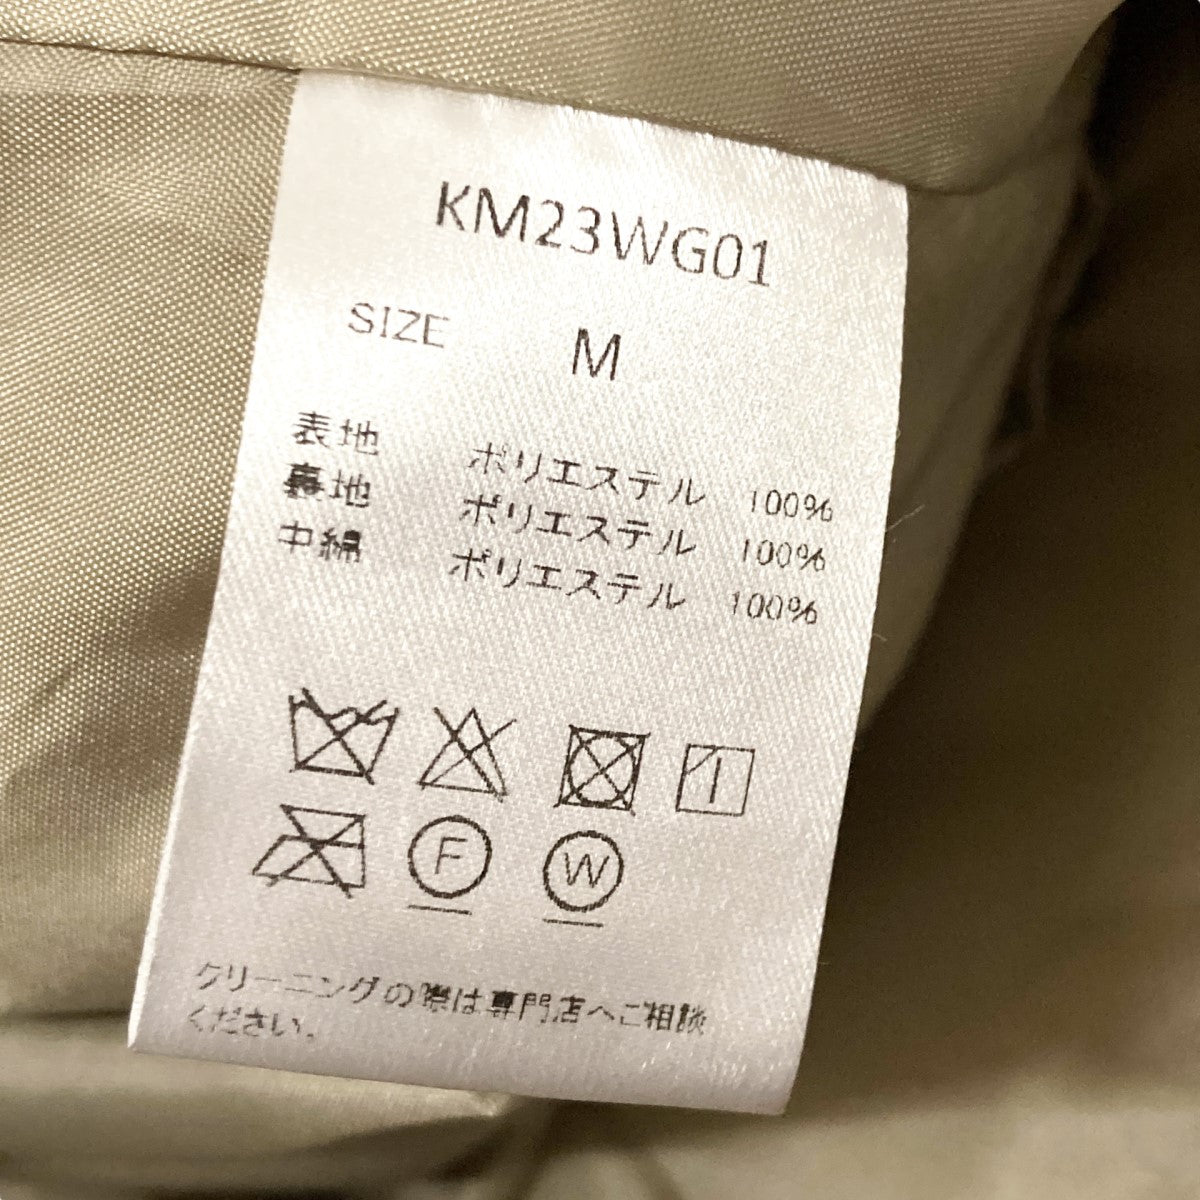 KM23WG01
SIZE M
表地 ポリエステル 100%
裏地 ポリエステル 100%
中綿 ポリエステル 100%
F W
クリーニングの際は専門店へご相談
ください.